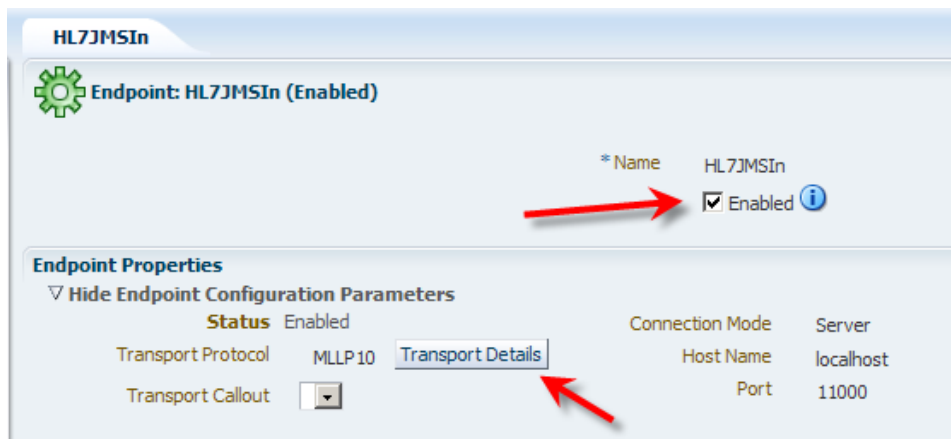 HL7JMSIn
Endpoint: HL7JMSIn (Enabled)
*Name HL7JMSIn
Enabled
Endpoint Properties
Hide Endpoint Configuration Parameters
Status Enabled
Connection Mode Server
Transport Protocol MLLP10 Transport Details
Host Name localhost
Transport Callout
Port 11000